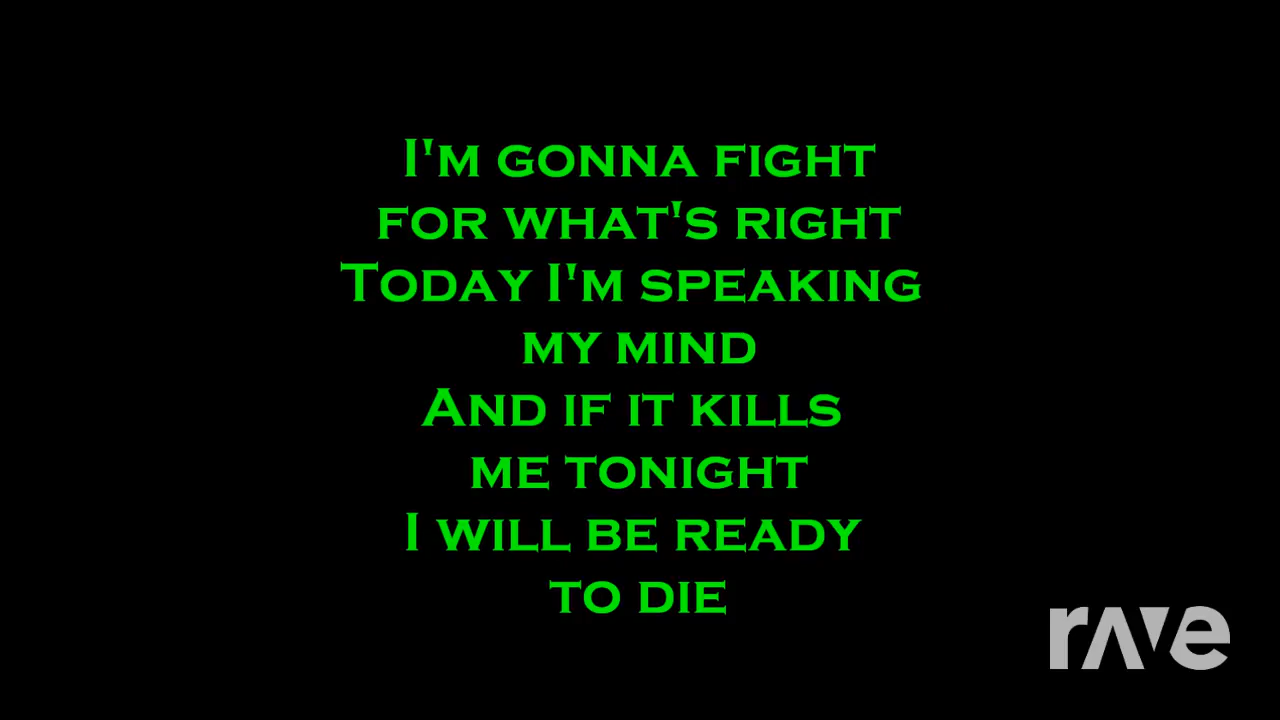 I'm gonna fight
for what's right
Today I'm speaking
my mind
And if it kills
me tonight
I will be ready
to die
rave